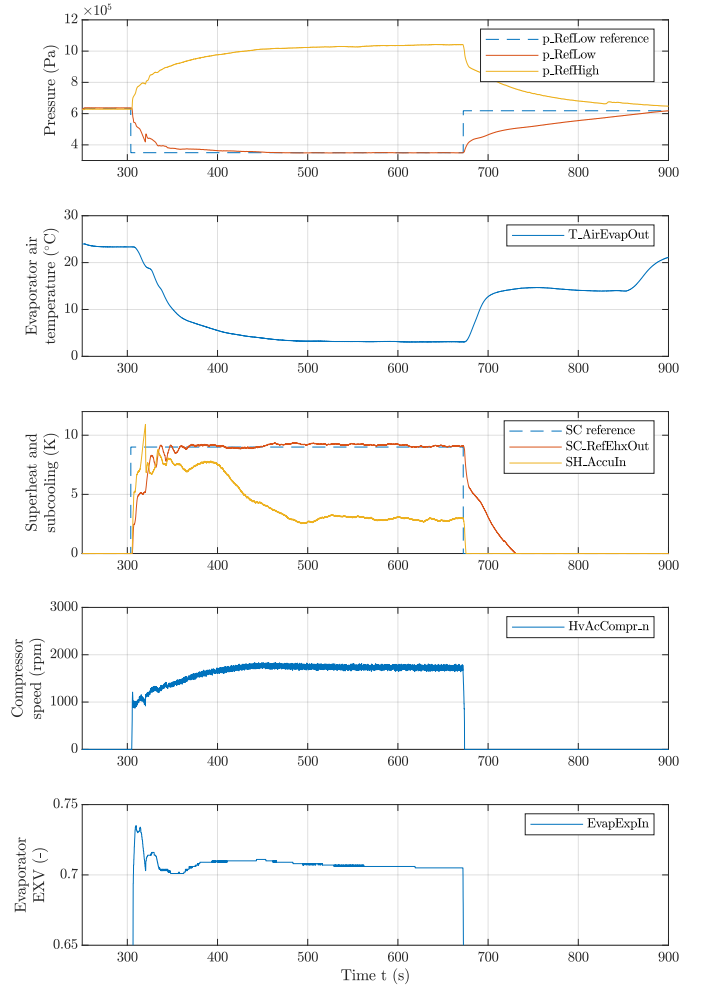 ×10⁵
12
10
8
6
4
Pressure (Pa)
p_RefLow reference
p_RefLow
p_RefHigh
300 400 500 600 700 800 900
30
20
10
0
Evaporator air
temperature (°C)
T_AirEvapOut
300 400 500 600 700 800 900
10
5
0
Superheat and
subcooling (K)
SC reference
SC_RefEhxOut
SH_AccuIn
300 400 500 600 700 800 900
3000
2000
1000
0
Compressor
speed (rpm)
HvAcCompr_n
300 400 500 600 700 800 900
0.75
0.7
0.65
Evaporator
EXV (-)
EvapExpIn
300 400 500 600 700 800 900
Time t (s)